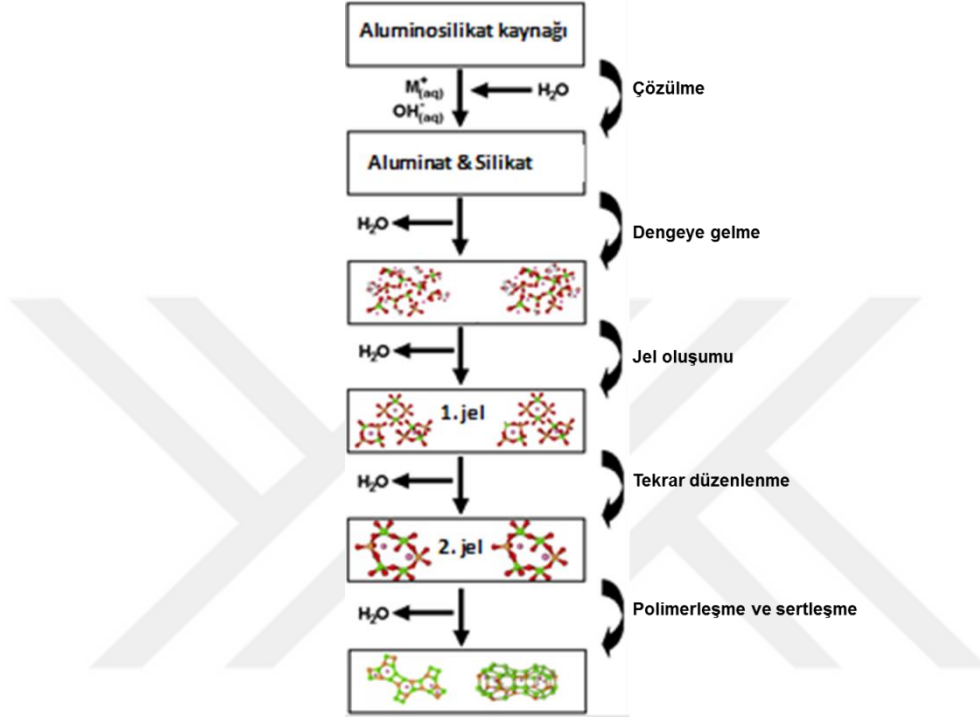 Aluminosilikat kaynağı
M⁺(aq)
OH⁻(aq)
H₂O
Çözülme
Aluminat & Silikat
H₂O
Dengeye gelme
H₂O
Jel oluşumu
1. jel
H₂O
Tekrar düzenlenme
2. jel
H₂O
Polimerleşme ve sertleşme